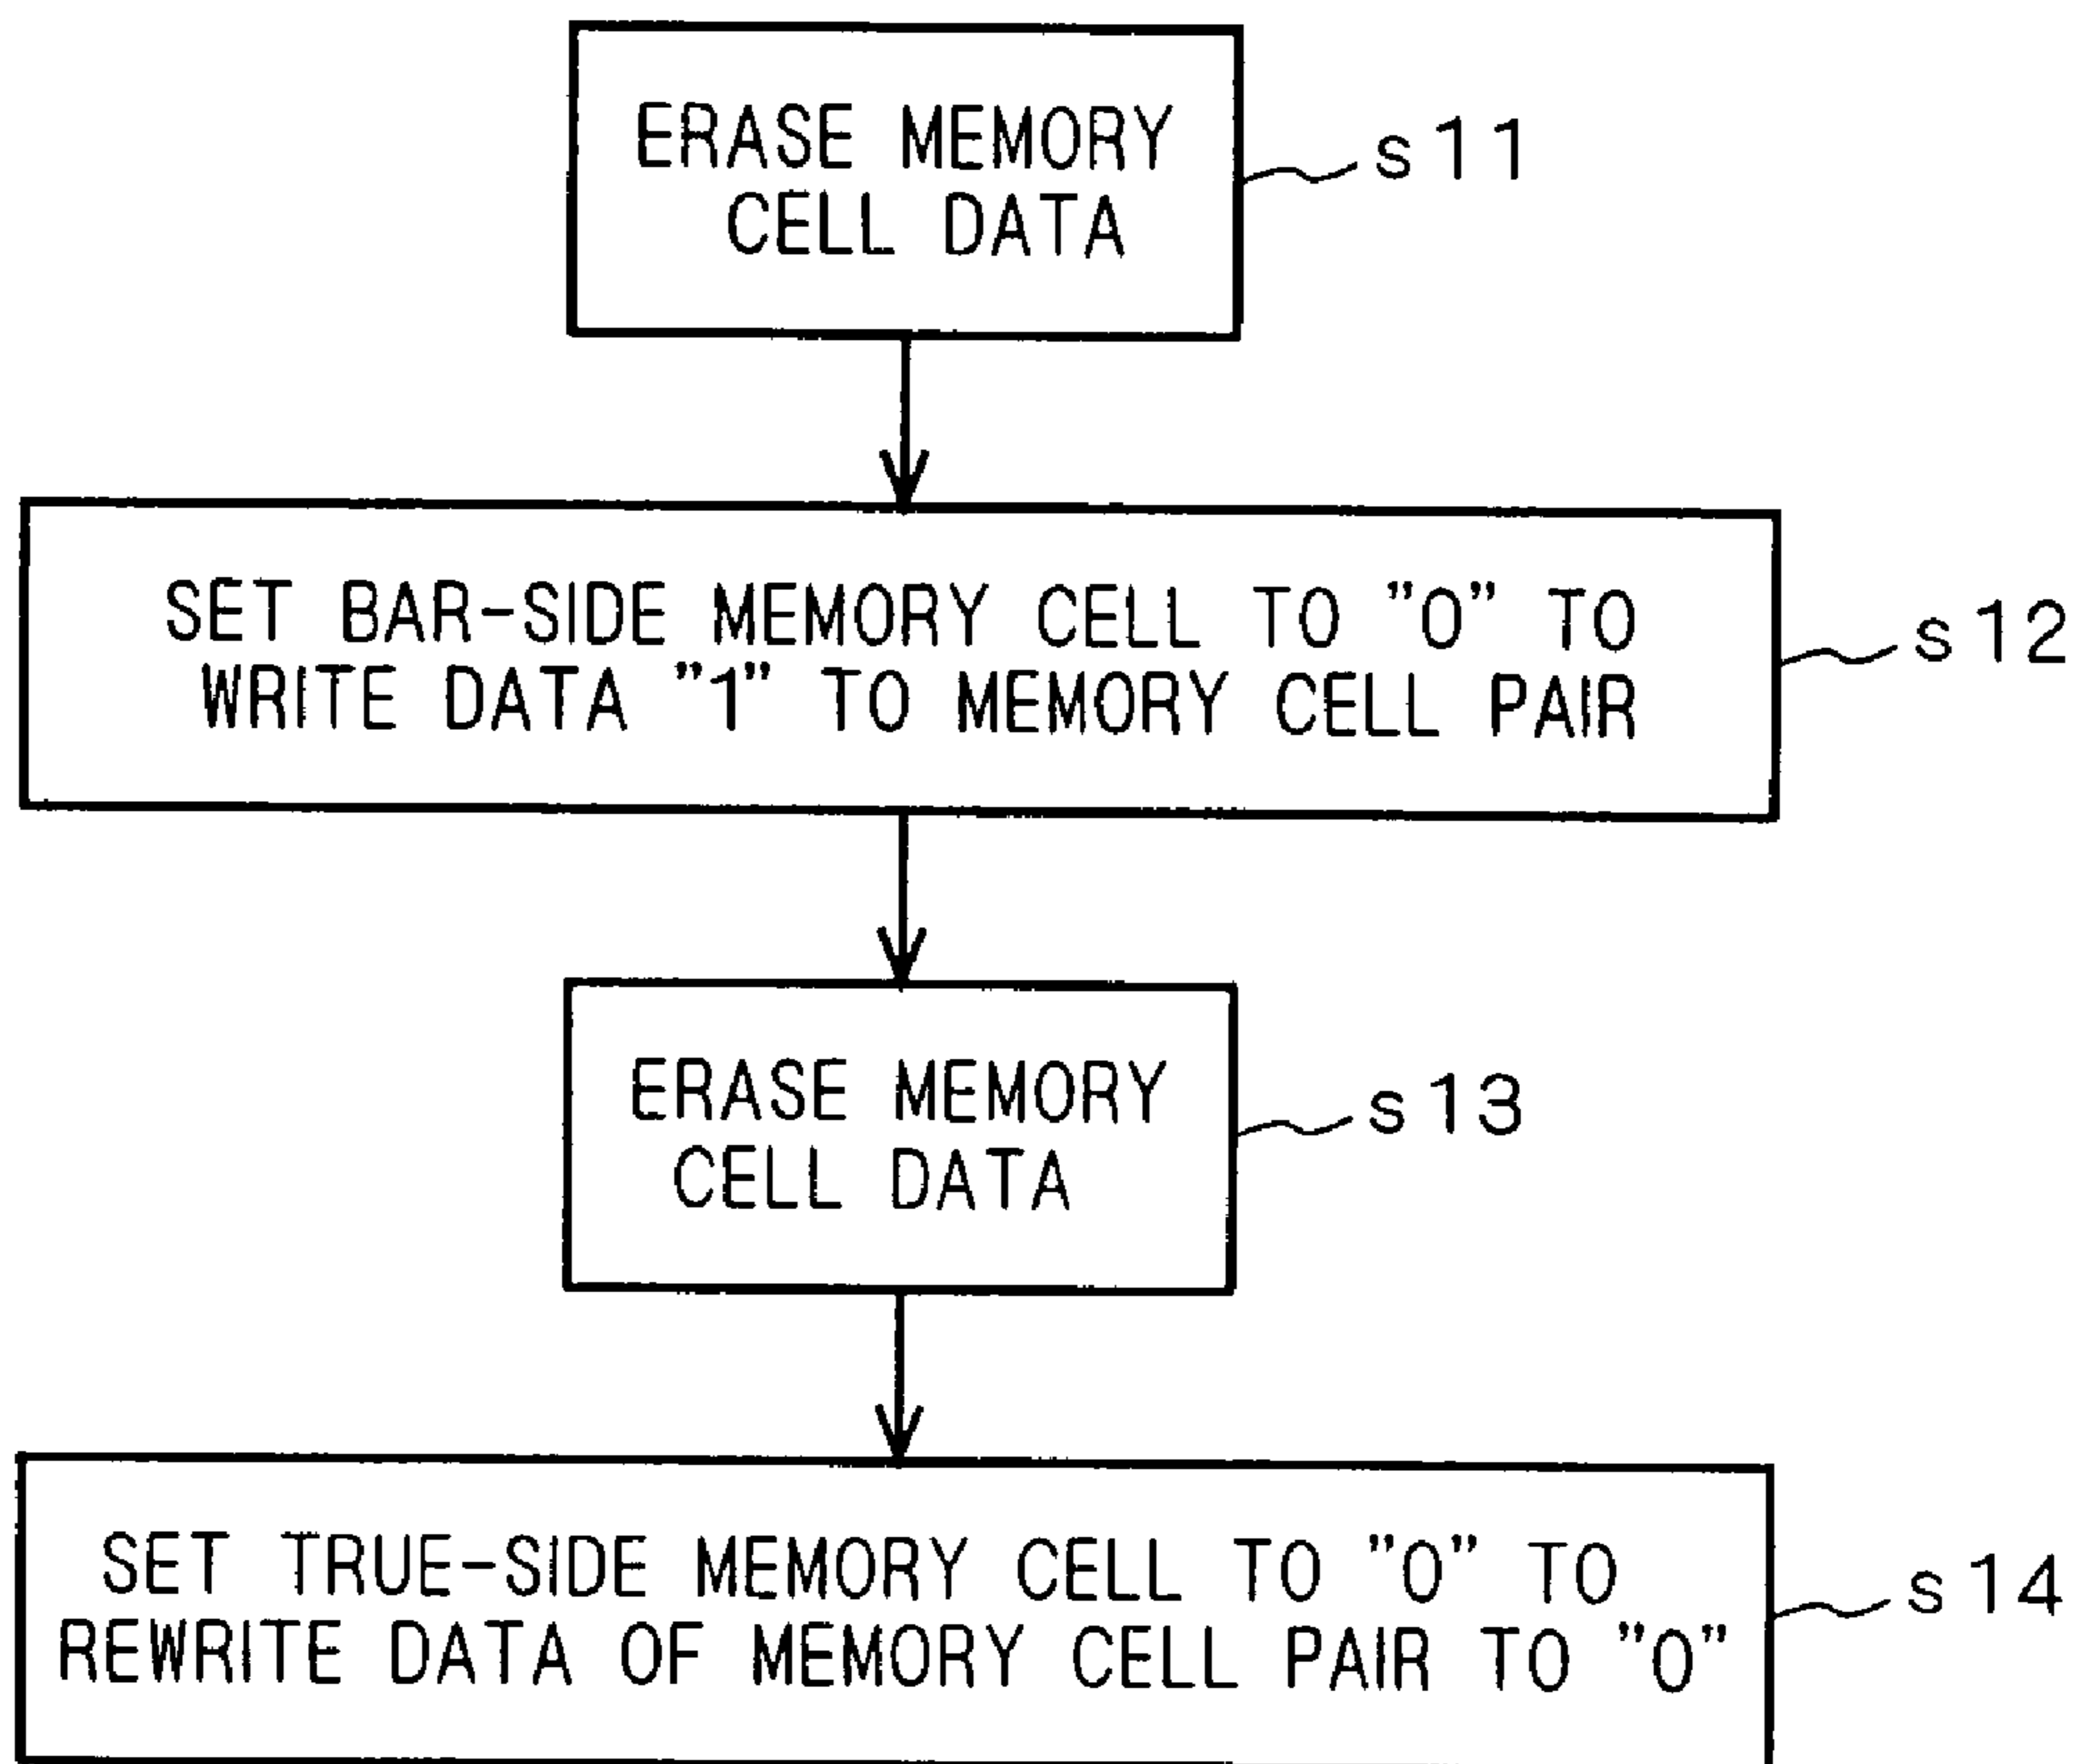 ERASE MEMORY
CELL DATA
s11
SET BAR-SIDE MEMORY CELL TO "0" TO
WRITE DATA "1" TO MEMORY CELL PAIR
s12
ERASE MEMORY
CELL DATA
s13
SET TRUE-SIDE MEMORY CELL TO "0" TO
REWRITE DATA OF MEMORY CELL PAIR TO "0"
s14